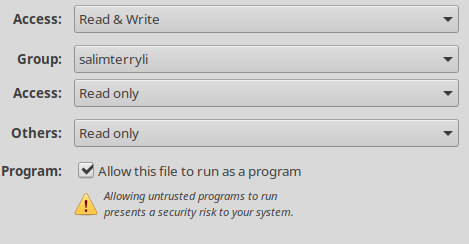 Access: Read & Write
Group: salimterryli
Access: Read only
Others: Read only
Program: Allow this file to run as a program
Allowing untrusted programs to run
presents a security risk to your system.